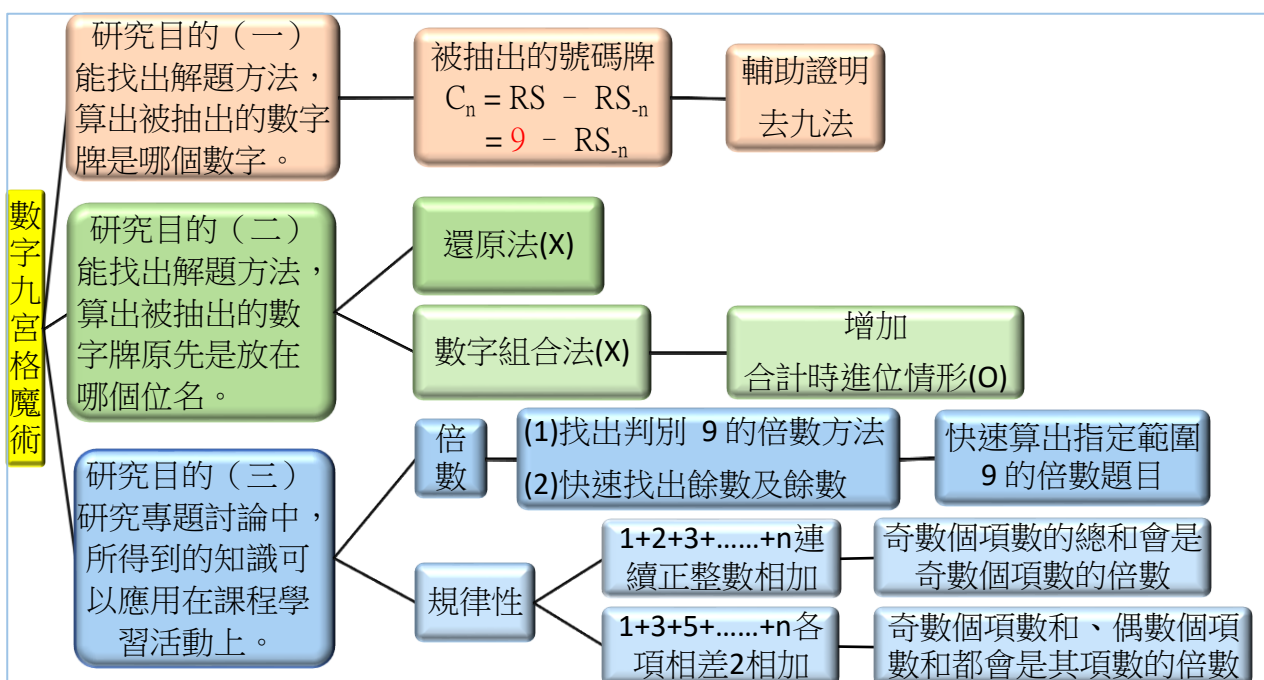 數字九宮格魔術
研究目的（一）
能找出解題方法，
算出被抽出的數字
牌是哪個數字。
被抽出的號碼牌
Cn = RS - RS-n
= 9 - RS-n
輔助證明
去九法
研究目的（二）
能找出解題方法，
算出被抽出的數
字牌原先是放在
哪個位名。
還原法(X)
數字組合法(X)
增加
合計時進位情形(O)
研究目的（三）
研究專題討論中，
所得到的知識可
以應用在課程學
習活動上。
倍
數
(1)找出判別 9 的倍數方法
(2)快速找出餘數及餘數
快速算出指定範圍
9 的倍數題目
規律性
1+2+3+……+n連
續正整數相加
奇數個項數的總和會是
奇數個項數的倍數
1+3+5+……+n各
項相差2相加
奇數個項數和、偶數個項
數和都會是其項數的倍數